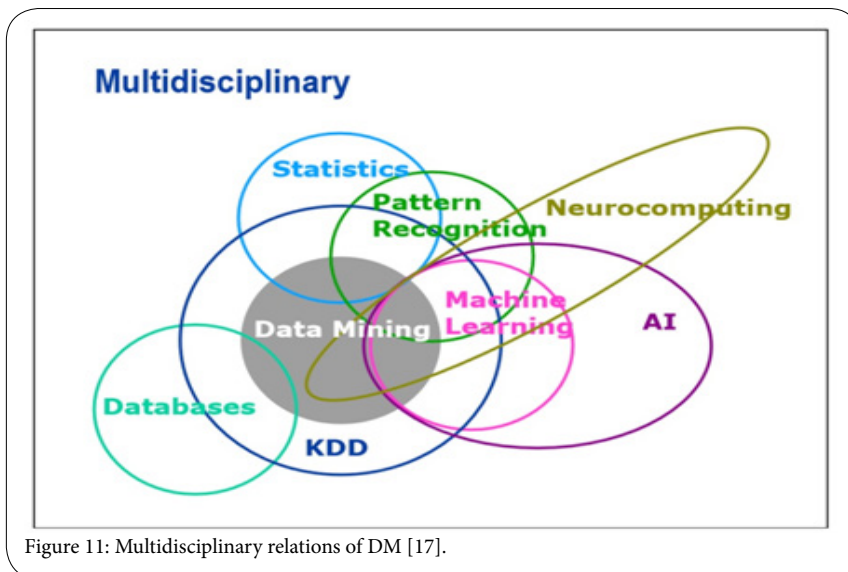 Multidisciplinary
Statistics
Pattern
Recognition
Neurocomputing
Machine
Learning
Data Mining
AI
Databases
KDD
Figure 11: Multidisciplinary relations of DM [17].